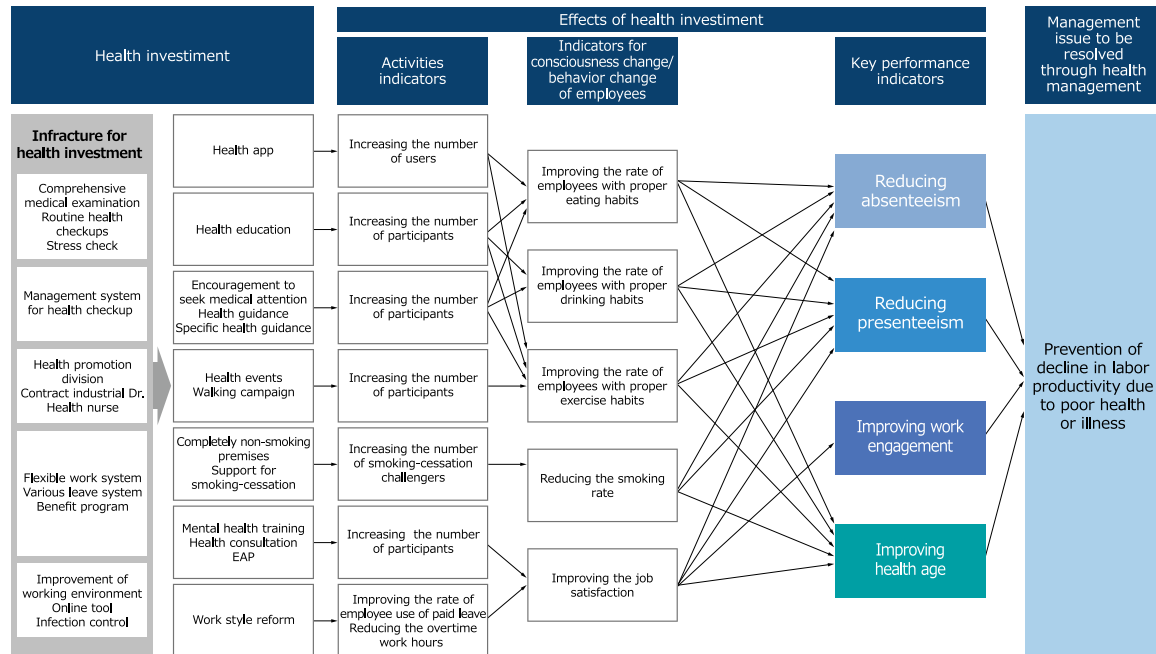 Health investiment
Effects of health investiment
Activities
indicators
Indicators for
consciousness change/
behavior change
of employees
Key performance
indicators
Management
issue to be
resolved
through health
management
Infracture for
health investment
Comprehensive
medical examination
Routine health
checkups
Stress check
Management system
for health checkup
Health promotion
division
Contract industrial Dr.
Health nurse
Flexible work system
Various leave system
Benefit program
Improvement of
working environment
Online tool
Infection control
Health app
Health education
Encouragement to
seek medical attention
Health guidance
Specific health guidance
Health events
Walking campaign
Completely non-smoking
premises
Support for
smoking-cessation
Mental health training
Health consultation
EAP
Work style reform
Increasing the number
of users
Increasing the number
of participants
Increasing the number
of participants
Increasing the number
of participants
Increasing the number
of smoking-cessation
challengers
Increasing the number
of participants
Improving the rate of
employee use of paid leave
Reducing the overtime
work hours
Improving the rate of
employees with proper
eating habits
Improving the rate of
employees with proper
drinking habits
Improving the rate of
employees with proper
exercise habits
Reducing the smoking
rate
Improving the job
satisfaction
Reducing
absenteeism
Reducing
presenteeism
Improving work
engagement
Improving
health age
Prevention of
decline in labor
productivity due
to poor health
or illness